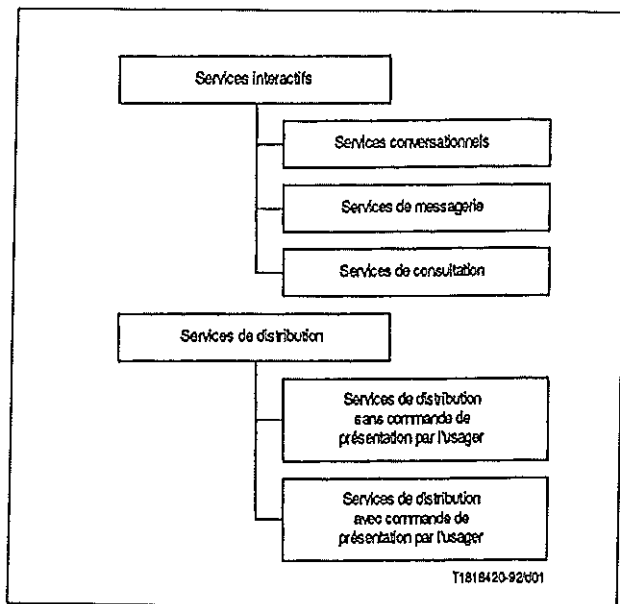 Services interactifs
Services conversationnels
Services de messagerie
Services de consultation
Services de distribution
Services de distribution
sans commande de
présentation par l'usager
Services de distribution
avec commande de
présentation par l'usager
T1818420-92/d01